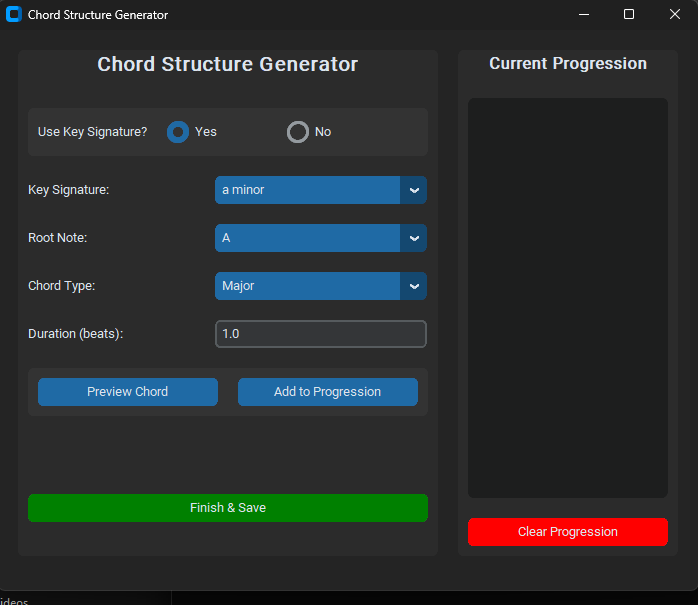 Chord Structure Generator
Chord Structure Generator
Current Progression
Use Key Signature? Yes No
Key Signature: a minor
Root Note: A
Chord Type: Major
Duration (beats): 1.0
Preview Chord Add to Progression
Finish & Save
Clear Progression